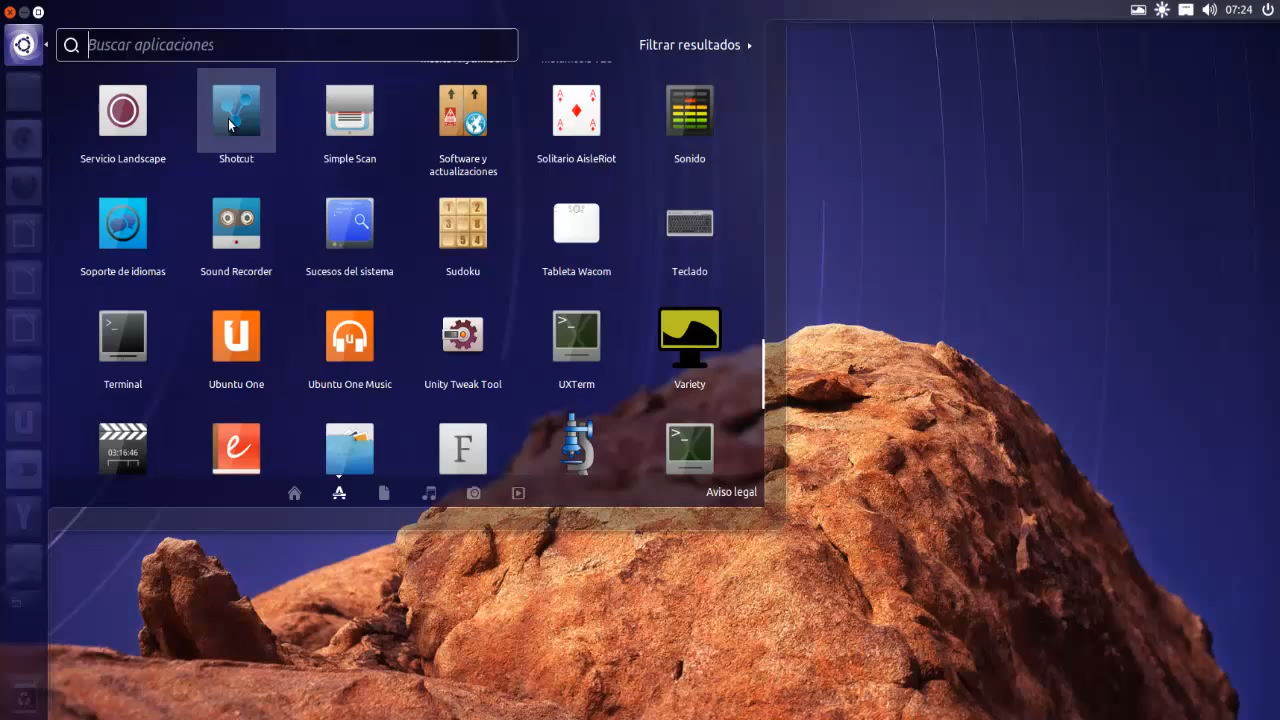 07:24
Buscar aplicaciones
Filtrar resultados
Servicio Landscape
Shotcut
Simple Scan
Software y
actualizaciones
Solitario AisleRiot
Sonido
Soporte de idiomas
Sound Recorder
Sucesos del sistema
Sudoku
Tableta Wacom
Teclado
Terminal
Ubuntu One
Ubuntu One Music
Unity Tweak Tool
UXTerm
Variety
03:16:46
Aviso legal